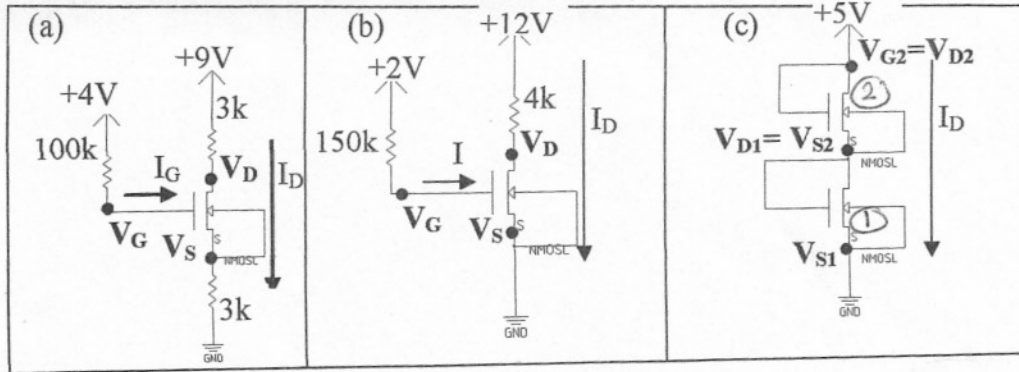 (a)
+9V
+4V
3k
100k
I_G
V_D
I_D
V_G
V_S
S
NMOSL
3k
GND
(b)
+12V
+2V
4k
150k
V_D
I_D
I
V_G
V_S
S
NMOSL
GND
(c)
+5V
V_G2=V_D2
2
I_D
V_D1=V_S2
S
NMOSL
1
V_S1
S
NMOSL
GND